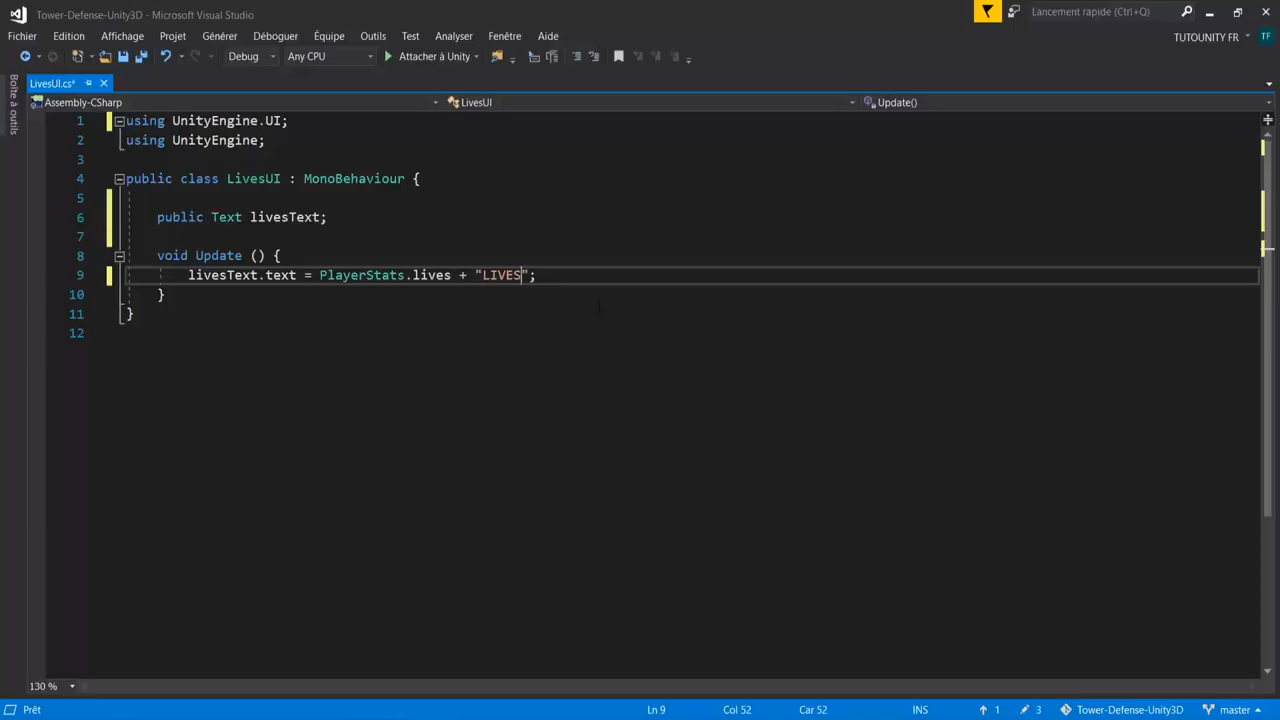 Tower-Defense-Unity3D - Microsoft Visual Studio
Lancement rapide (Ctrl+Q)
Fichier Edition Affichage Projet Générer Déboguer Équipe Outils Test Analyser Fenêtre Aide
TUTOUNITY FR TF
Debug Any CPU Attacher à Unity
Boîte à outils
LivesUI.cs*
Assembly-CSharp LivesUI Update()
1 using UnityEngine.UI;
2 using UnityEngine;
3
4 public class LivesUI : MonoBehaviour {
5
6 public Text livesText;
7
8 void Update () {
9 livesText.text = PlayerStats.lives + "LIVES";
10 }
11 }
12
130 %
Prêt Ln 9 Col 52 Car 52 INS 1 3 Tower-Defense-Unity3D master